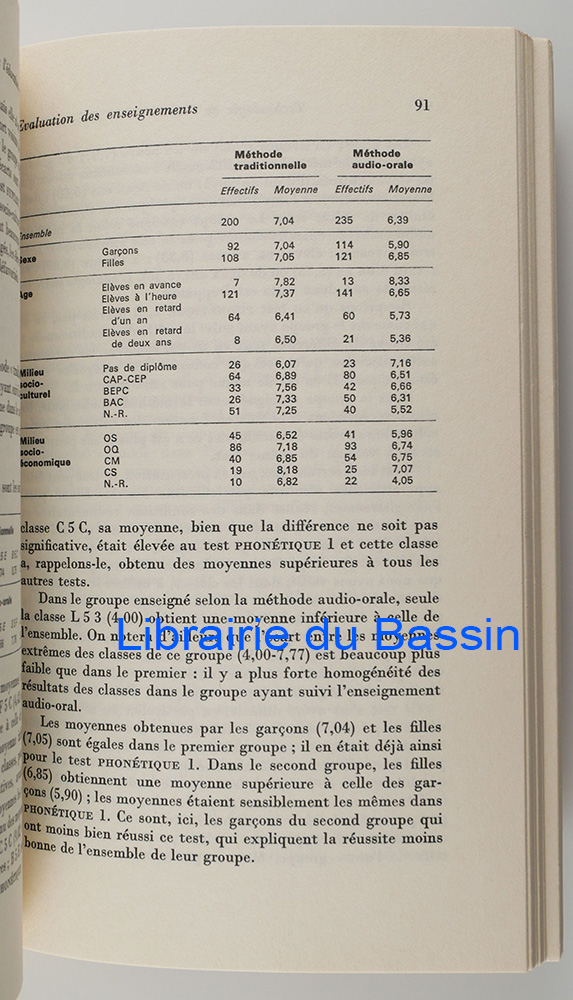 Evaluation des enseignements 91
Méthode traditionnelle Méthode audio-orale
Effectifs Moyenne Effectifs Moyenne
Ensemble 200 7,04 235 6,39
Sexe Garçons 92 7,04 114 5,90
Filles 108 7,05 121 6,85
Age Elèves en avance 7 7,82 13 8,33
Elèves à l'heure 121 7,37 141 6,65
Elèves en retard
d'un an 64 6,41 60 5,73
Elèves en retard
de deux ans 8 6,50 21 5,36
Milieu Pas de diplôme 26 6,07 23 7,16
socio- CAP-CEP 64 6,89 80 6,51
culturel BEPC 33 7,56 42 6,66
BAC 26 7,33 50 6,31
N.-R. 51 7,25 40 5,52
Milieu OS 45 6,52 41 5,96
socio- OQ 86 7,18 93 6,74
économique CM 40 6,85 54 6,75
CS 19 8,18 25 7,07
N.-R. 10 6,82 22 4,05
classe C 5 C, sa moyenne, bien que la différence ne soit pas
significative, était élevée au test PHONÉTIQUE 1 et cette classe
a, rappelons-le, obtenu des moyennes supérieures à tous les
autres tests.
Dans le groupe enseigné selon la méthode audio-orale, seule
la classe L 5 3 (4,00) obtient une moyenne inférieure à celle de
l'ensemble. On notera d'ailleurs que l'écart entre les moyennes
extrêmes des classes de ce groupe (4,00-7,77) est beaucoup plus
faible que dans le premier : il y a plus forte homogénéité des
résultats des classes dans le groupe ayant suivi l'enseignement
audio-oral.
Les moyennes obtenues par les garçons (7,04) et les filles
(7,05) sont égales dans le premier groupe ; il en était déjà ainsi
pour le test PHONÉTIQUE 1. Dans le second groupe, les filles
(6,85) obtiennent une moyenne supérieure à celle des gar-
çons (5,90) ; les moyennes étaient sensiblement les mêmes dans
PHONÉTIQUE 1. Ce sont, ici, les garçons du second groupe qui
ont moins bien réussi ce test, qui expliquent la réussite moins
bonne de l'ensemble de leur groupe.
Librairie du Bassin